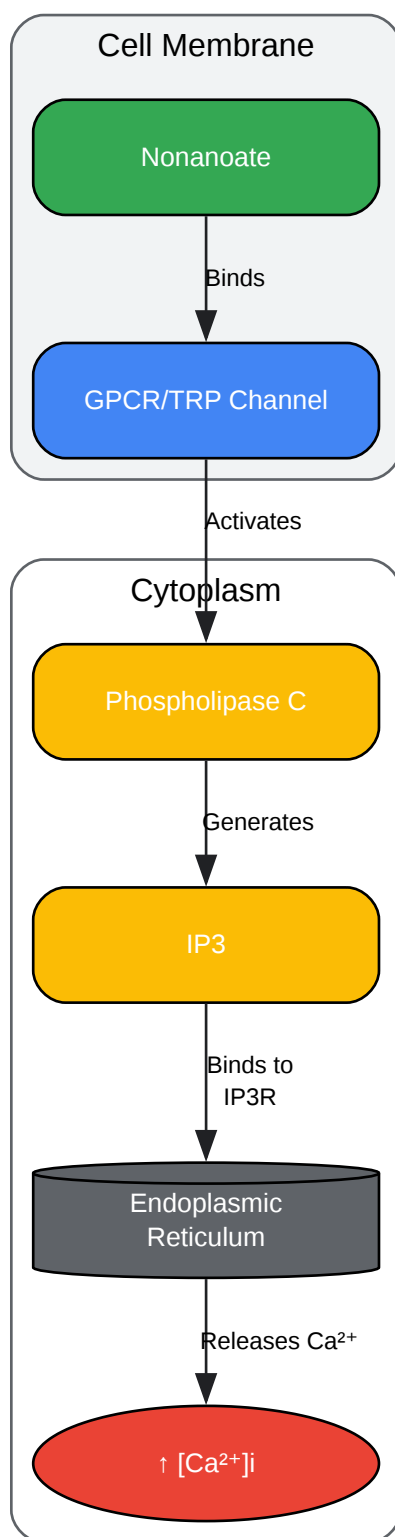 Cell Membrane
Nonanoate
Binds
GPCR/TRP Channel
Activates
Cytoplasm
Phospholipase C
Generates
IP3
Binds to
IP3R
Endoplasmic
Reticulum
Releases Ca²⁺
↑ [Ca²⁺]i